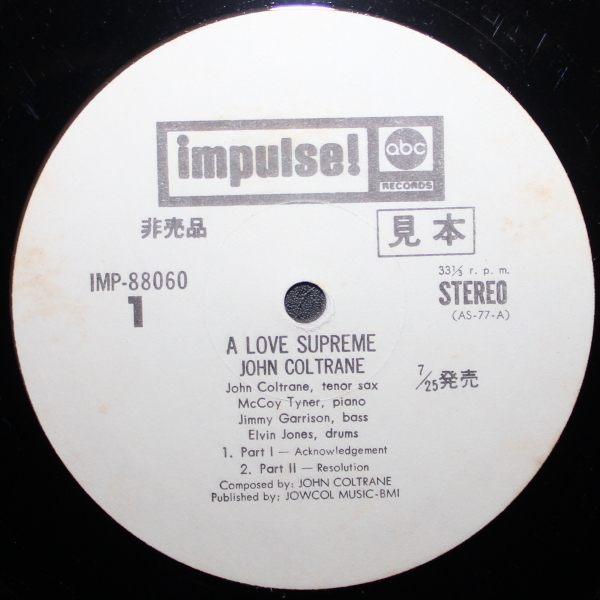 impulse!
abc
RECORDS
非売品
見本
IMP-88060
1
33⅓ r. p. m.
STEREO
(AS-77-A)
A LOVE SUPREME
JOHN COLTRANE
John Coltrane, tenor sax
McCoy Tyner, piano
Jimmy Garrison, bass
Elvin Jones, drums
7/25発売
1. Part I — Acknowledgement
2. Part II — Resolution
Composed by: JOHN COLTRANE
Published by: JOWCOL MUSIC-BMI